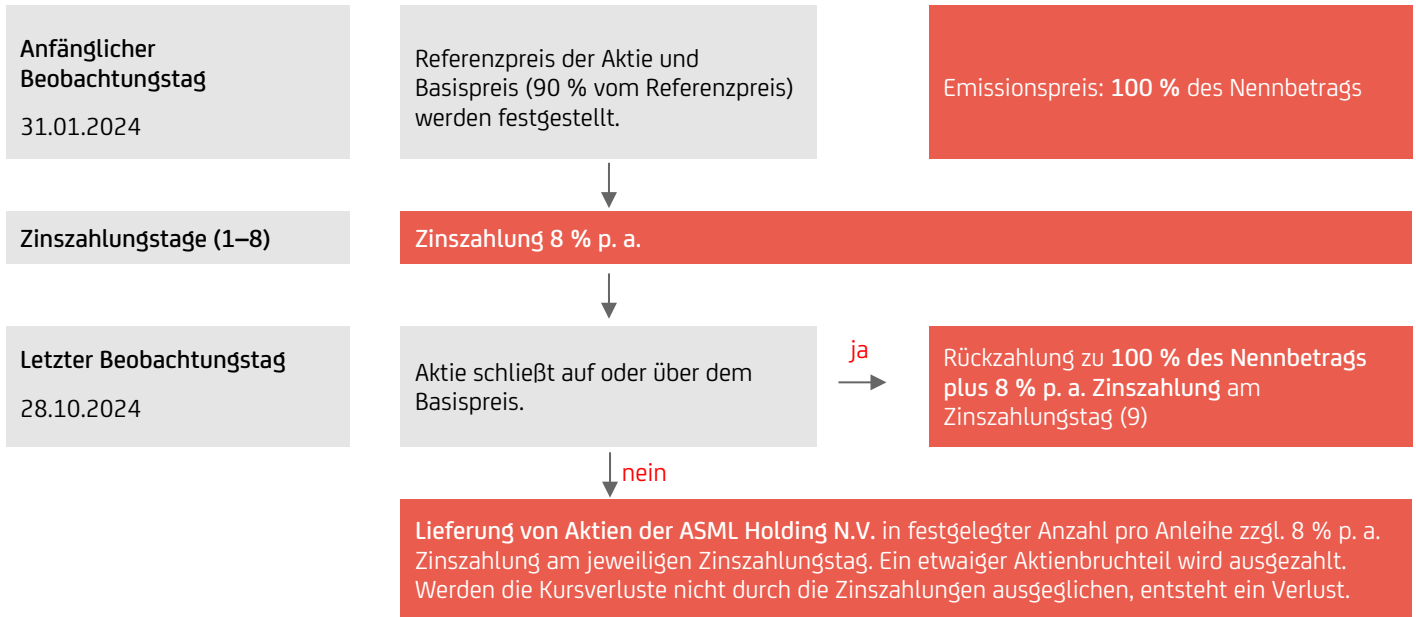 Anfänglicher
Beobachtungstag
31.01.2024
Referenzpreis der Aktie und
Basispreis (90 % vom Referenzpreis)
werden festgestellt.
Emissionspreis: 100 % des Nennbetrags
Zinszahlungstage (1–8)
Zinszahlung 8 % p. a.
Letzter Beobachtungstag
28.10.2024
Aktie schließt auf oder über dem
Basispreis.
ja
Rückzahlung zu 100 % des Nennbetrags
plus 8 % p. a. Zinszahlung am
Zinszahlungstag (9)
nein
Lieferung von Aktien der ASML Holding N.V. in festgelegter Anzahl pro Anleihe zzgl. 8 % p. a.
Zinszahlung am jeweiligen Zinszahlungstag. Ein etwaiger Aktienbruchteil wird ausgezahlt.
Werden die Kursverluste nicht durch die Zinszahlungen ausgeglichen, entsteht ein Verlust.